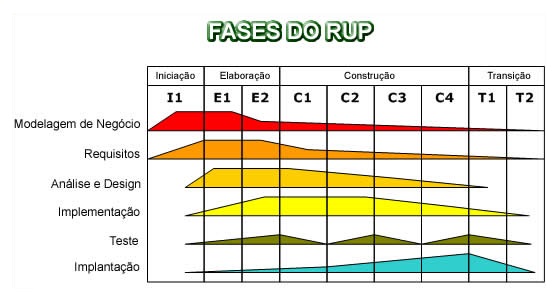 FASES DO RUP
Iniciação Elaboração Construção Transição
I1 E1 E2 C1 C2 C3 C4 T1 T2
Modelagem de Negócio
Requisitos
Análise e Design
Implementação
Teste
Implantação